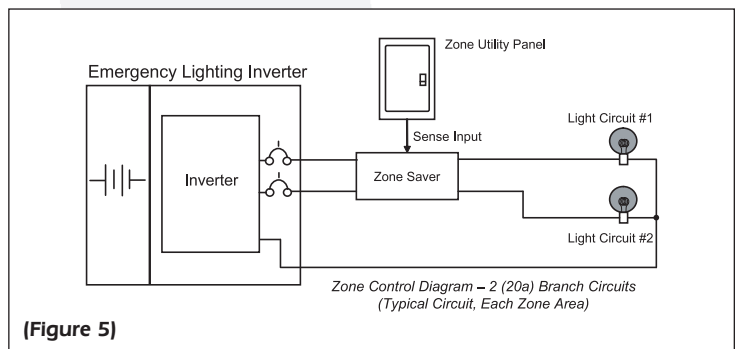 Zone Utility Panel
Emergency Lighting Inverter
Light Circuit #1
Sense Input
Inverter
Zone Saver
Light Circuit #2
Zone Control Diagram – 2 (20a) Branch Circuits
(Typical Circuit, Each Zone Area)
(Figure 5)